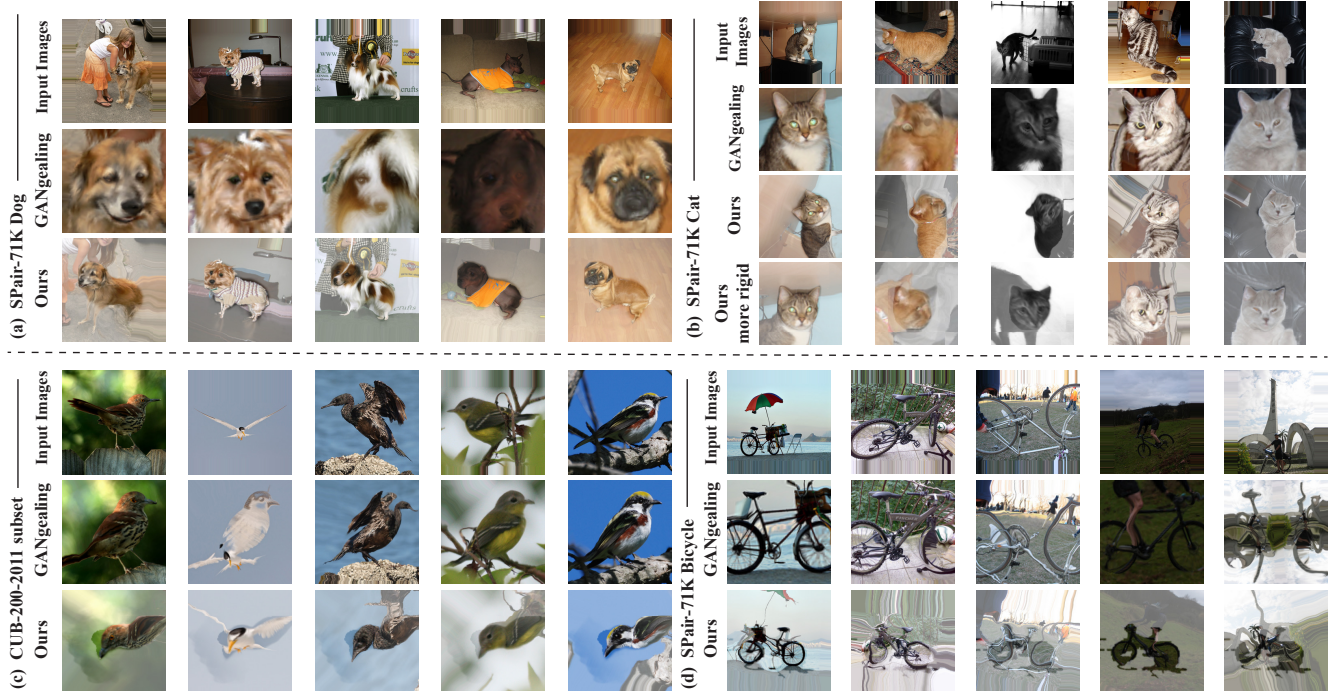 (a) SPair-71K Dog
Input Images
GANgealing
Ours
(b) SPair-71K Cat
Input
Images
GANgealing
Ours
Ours
more rigid
(c) CUB-200-2011 subset
Input Images
GANgealing
Ours
(d) SPair-71K Bicycle
Input Images
GANgealing
Ours